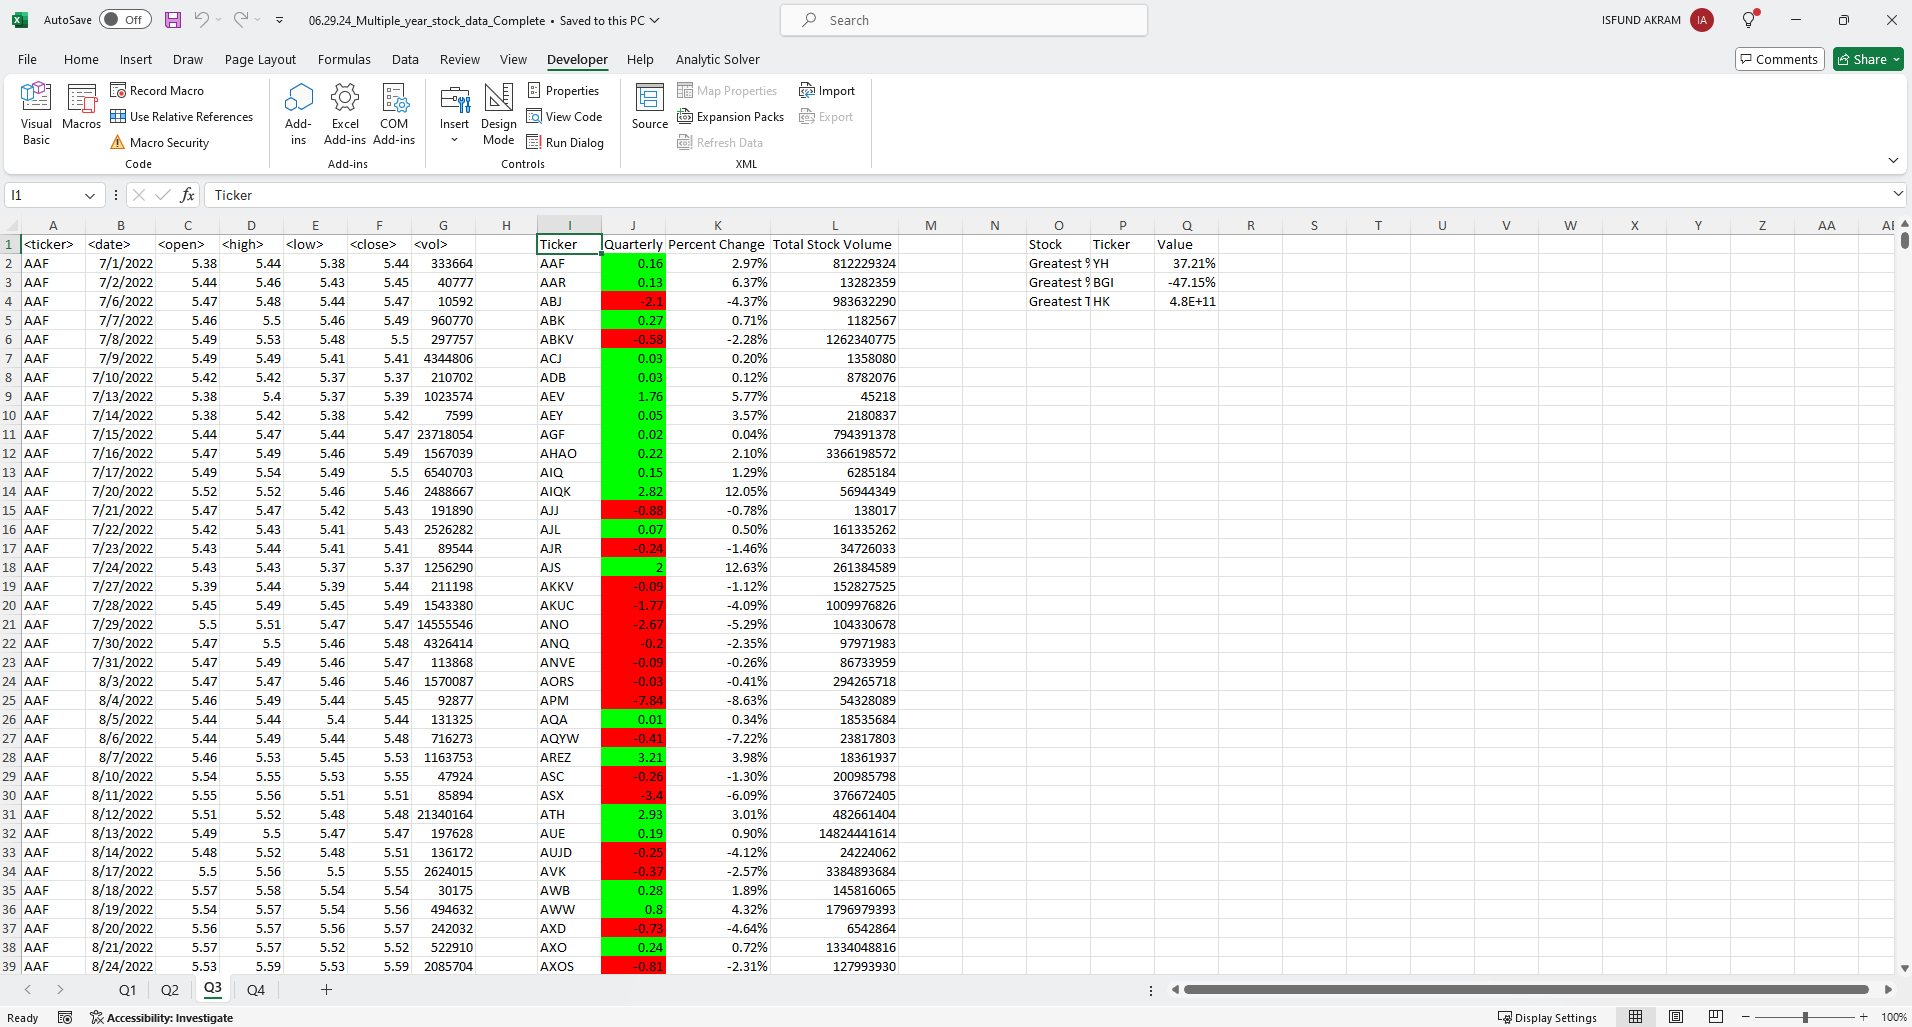 AutoSave Off 06.29.24_Multiple_year_stock_data_Complete • Saved to this PC Search ISFUND AKRAM IA
File Home Insert Draw Page Layout Formulas Data Review View Developer Help Analytic Solver Comments Share
Visual Basic Macros Record Macro Use Relative References Macro Security Code
Add-ins Excel Add-ins COM Add-ins Add-ins
Insert Design Mode Properties View Code Run Dialog Controls
Source Map Properties Expansion Packs Refresh Data Import Export XML
I1 fx Ticker
A B C D E F G H I J K L M N O P Q R S T U V W X Y Z AA AE
1 <ticker> <date> <open> <high> <low> <close> <vol> Ticker Quarterly Percent Change Total Stock Volume Stock Ticker Value
2 AAF 7/1/2022 5.38 5.44 5.38 5.44 333664 AAF 0.16 2.97% 812229324 Greatest % YH 37.21%
3 AAF 7/2/2022 5.44 5.46 5.43 5.45 40777 AAR 0.13 6.37% 13282359 Greatest % BGI -47.15%
4 AAF 7/6/2022 5.47 5.48 5.44 5.47 10592 ABJ -2.1 -4.37% 983632290 Greatest T HK 4.8E+11
5 AAF 7/7/2022 5.46 5.5 5.46 5.49 960770 ABK 0.27 0.71% 1182567
6 AAF 7/8/2022 5.49 5.53 5.48 5.5 297757 ABKV -0.58 -2.28% 1262340775
7 AAF 7/9/2022 5.49 5.49 5.41 5.41 4344806 ACJ 0.03 0.20% 1358080
8 AAF 7/10/2022 5.42 5.42 5.37 5.37 210702 ADB 0.03 0.12% 8782076
9 AAF 7/13/2022 5.38 5.4 5.37 5.39 1023574 AEV 1.76 5.77% 45218
10 AAF 7/14/2022 5.38 5.42 5.38 5.42 7599 AEY 0.05 3.57% 2180837
11 AAF 7/15/2022 5.44 5.47 5.44 5.47 23718054 AGF 0.02 0.04% 794391378
12 AAF 7/16/2022 5.47 5.49 5.46 5.49 1567039 AHAO 0.22 2.10% 3366198572
13 AAF 7/17/2022 5.49 5.54 5.49 5.5 6540703 AIQ 0.15 1.29% 6285184
14 AAF 7/20/2022 5.52 5.52 5.46 5.46 2488667 AIQK 2.82 12.05% 56944349
15 AAF 7/21/2022 5.47 5.47 5.42 5.43 191890 AJJ -0.88 -0.78% 138017
16 AAF 7/22/2022 5.42 5.43 5.41 5.43 2526282 AJL 0.07 0.50% 161335262
17 AAF 7/23/2022 5.43 5.44 5.41 5.41 89544 AJR -0.24 -1.46% 34726033
18 AAF 7/24/2022 5.43 5.43 5.37 5.37 1256290 AJS 2 12.63% 261384589
19 AAF 7/27/2022 5.39 5.44 5.39 5.44 211198 AKKV -0.09 -1.12% 152827525
20 AAF 7/28/2022 5.45 5.49 5.45 5.49 1543380 AKUC -1.77 -4.09% 1009976826
21 AAF 7/29/2022 5.5 5.51 5.47 5.47 14555546 ANO -2.67 -5.29% 104330678
22 AAF 7/30/2022 5.47 5.5 5.46 5.48 4326414 ANQ -0.2 -2.35% 97971983
23 AAF 7/31/2022 5.47 5.49 5.46 5.47 113868 ANVE -0.09 -0.26% 86733959
24 AAF 8/3/2022 5.47 5.47 5.46 5.46 1570087 AORS -0.03 -0.41% 294265718
25 AAF 8/4/2022 5.46 5.49 5.44 5.45 92877 APM -7.84 -8.63% 54328089
26 AAF 8/5/2022 5.44 5.44 5.4 5.44 131325 AQA 0.01 0.34% 18535684
27 AAF 8/6/2022 5.44 5.49 5.44 5.48 716273 AQYW -0.41 -7.22% 23817803
28 AAF 8/7/2022 5.46 5.53 5.45 5.53 1163753 AREZ 3.21 3.98% 18361937
29 AAF 8/10/2022 5.54 5.55 5.53 5.55 47924 ASC -0.26 -1.30% 200985798
30 AAF 8/11/2022 5.55 5.56 5.51 5.51 85894 ASX -3.4 -6.09% 376672405
31 AAF 8/12/2022 5.51 5.52 5.48 5.48 21340164 ATH 2.93 3.01% 482661404
32 AAF 8/13/2022 5.49 5.5 5.47 5.47 197628 AUE 0.19 0.90% 14824441614
33 AAF 8/14/2022 5.48 5.52 5.48 5.51 136172 AUJD -0.25 -4.12% 24224062
34 AAF 8/17/2022 5.5 5.56 5.5 5.55 2624015 AVK -0.37 -2.57% 3384893684
35 AAF 8/18/2022 5.57 5.58 5.54 5.54 30175 AWB 0.28 1.89% 145816065
36 AAF 8/19/2022 5.54 5.57 5.54 5.56 494632 AWW 0.8 4.32% 1796979393
37 AAF 8/20/2022 5.56 5.57 5.56 5.57 242032 AXD -0.73 -4.64% 6542864
38 AAF 8/21/2022 5.57 5.57 5.52 5.52 522910 AXO 0.24 0.72% 1334048816
39 AAF 8/24/2022 5.53 5.59 5.53 5.59 2085704 AXOS -0.81 -2.31% 127993930
Q1 Q2 Q3 Q4
Ready Accessibility: Investigate Display Settings 100%